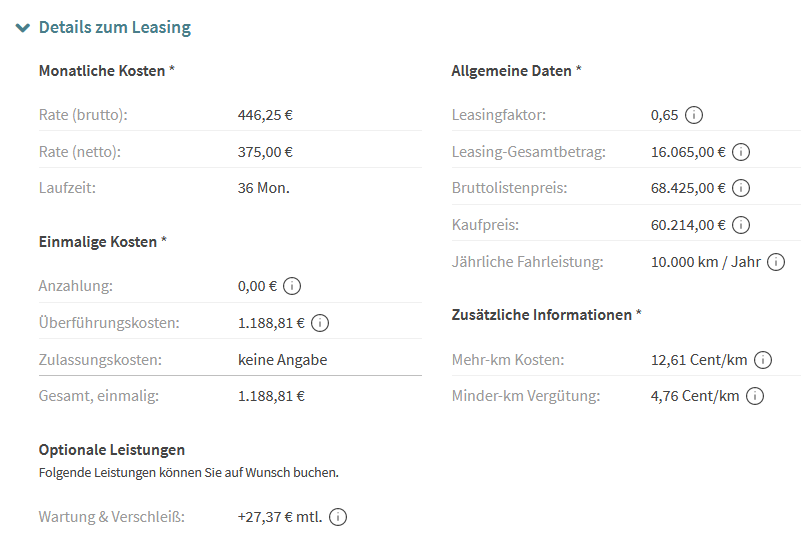 Details zum Leasing
Monatliche Kosten *
Rate (brutto): 446,25 €
Rate (netto): 375,00 €
Laufzeit: 36 Mon.
Einmalige Kosten *
Anzahlung: 0,00 €
Überführungskosten: 1.188,81 €
Zulassungskosten: keine Angabe
Gesamt, einmalig: 1.188,81 €
Optionale Leistungen
Folgende Leistungen können Sie auf Wunsch buchen.
Wartung & Verschleiß: +27,37 € mtl.
Allgemeine Daten *
Leasingfaktor: 0,65
Leasing-Gesamtbetrag: 16.065,00 €
Bruttolistenpreis: 68.425,00 €
Kaufpreis: 60.214,00 €
Jährliche Fahrleistung: 10.000 km / Jahr
Zusätzliche Informationen *
Mehr-km Kosten: 12,61 Cent/km
Minder-km Vergütung: 4,76 Cent/km